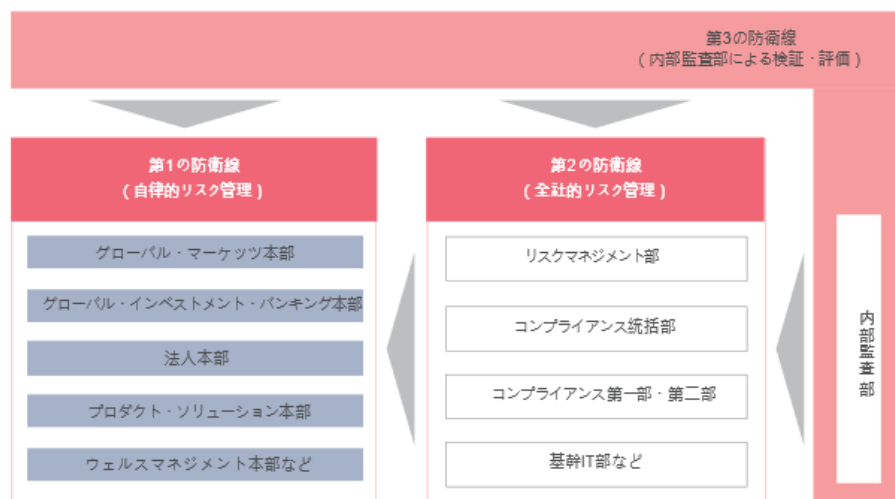 第3の防衛線
(内部監査部による検証・評価)
第1の防衛線
(自律的リスク管理)
グローバル・マーケッツ本部
グローバル・インベストメント・バンキング本部
法人本部
プロダクト・ソリューション本部
ウェルスマネジメント本部など
第2の防衛線
(全社的リスク管理)
リスクマネジメント部
コンプライアンス統括部
コンプライアンス第一部・第二部
基幹IT部など
内部監査部